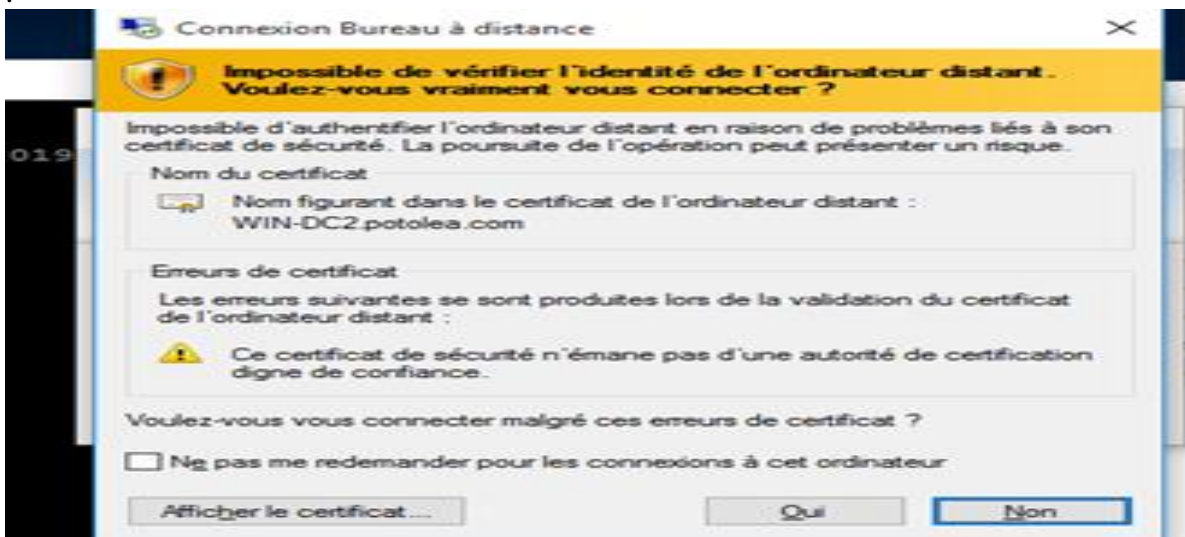 Connexion Bureau à distance
Impossible de vérifier l'identité de l'ordinateur distant.
Voulez-vous vraiment vous connecter ?
Impossible d'authentifier l'ordinateur distant en raison de problèmes liés à son
certificat de sécurité. La poursuite de l'opération peut présenter un risque.
019
Nom du certificat
Nom figurant dans le certificat de l'ordinateur distant :
WIN-DC2.potolea.com
Erreurs de certificat
Les erreurs suivantes se sont produites lors de la validation du certificat
de l'ordinateur distant :
Ce certificat de sécurité n'émane pas d'une autorité de certification
digne de confiance.
Voulez-vous vous connecter malgré ces erreurs de certificat ?
Ne pas me redemander pour les connexions à cet ordinateur
Afficher le certificat...
Oui
Non